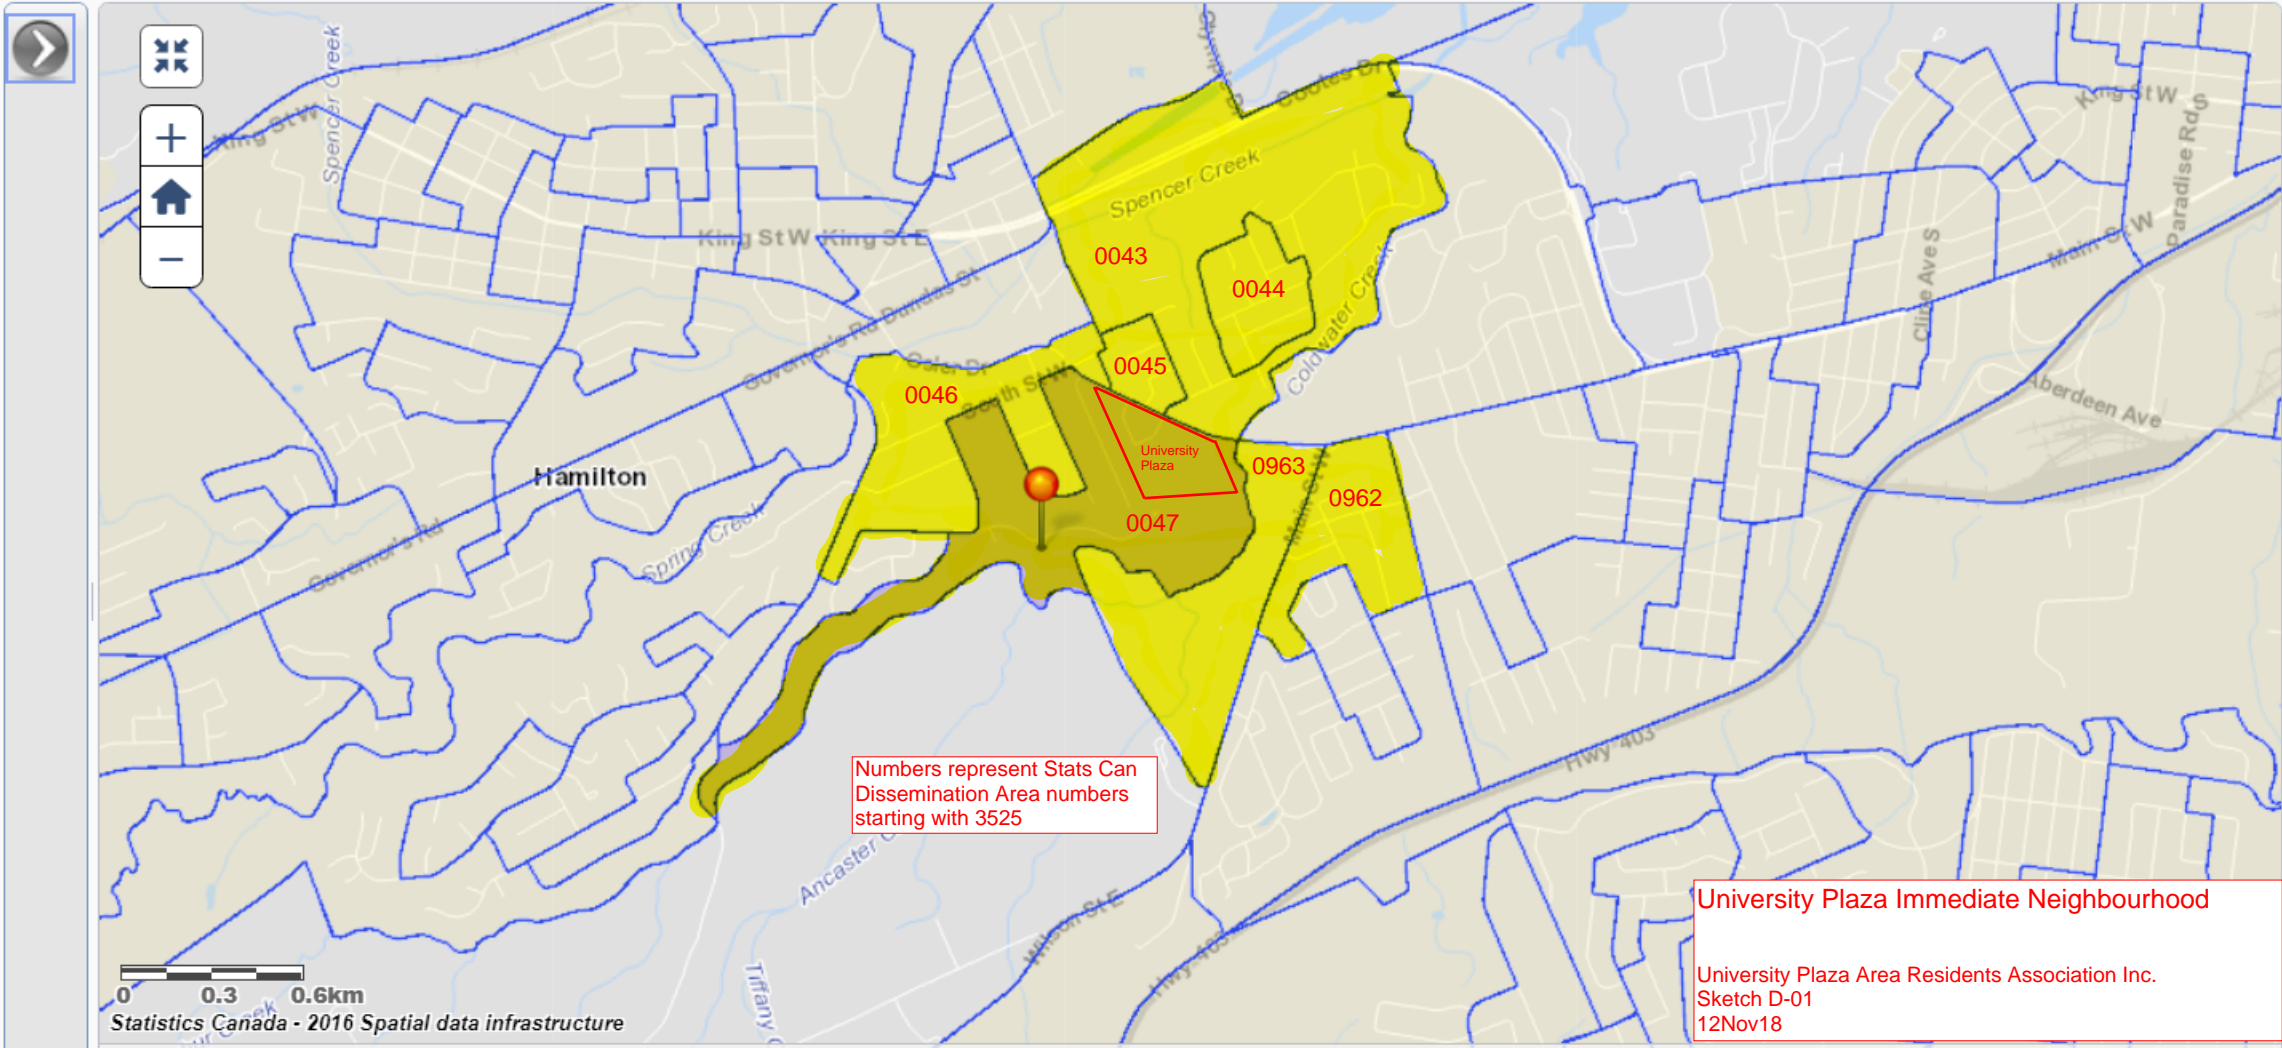 Spencer Creek
King St W
Church
Cootes Dr
King St W
S
Paradise Rd
Spencer Creek
King St W
King St E
0043
0044
Main St W
Cline Ave S
Coldwater Creek
Governor's Rd
Dundas St
Osler Dr
South St W
0045
0046
Aberdeen Ave
University
Plaza
0963
0962
Main St W
0047
Hamilton
Governor's Rd
Spring Creek
Hwy-403
Numbers represent Stats Can
Dissemination Area numbers
starting with 3525
Ancaster
Wilson St E
Hwy-403
Tiffany
University Plaza Immediate Neighbourhood
University Plaza Area Residents Association Inc.
Sketch D-01
12Nov18
0 0.3 0.6km
Creek
Statistics Canada - 2016 Spatial data infrastructure